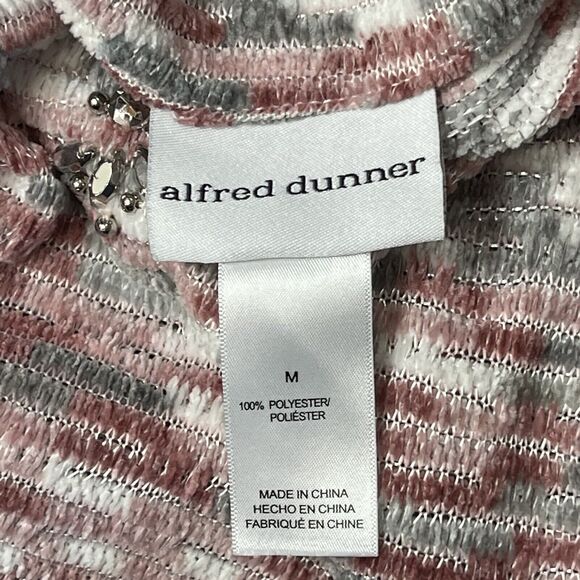 alfred dunner
M
100% POLYESTER/
POLIÉSTER
MADE IN CHINA
HECHO EN CHINA
FABRIQUÉ EN CHINE